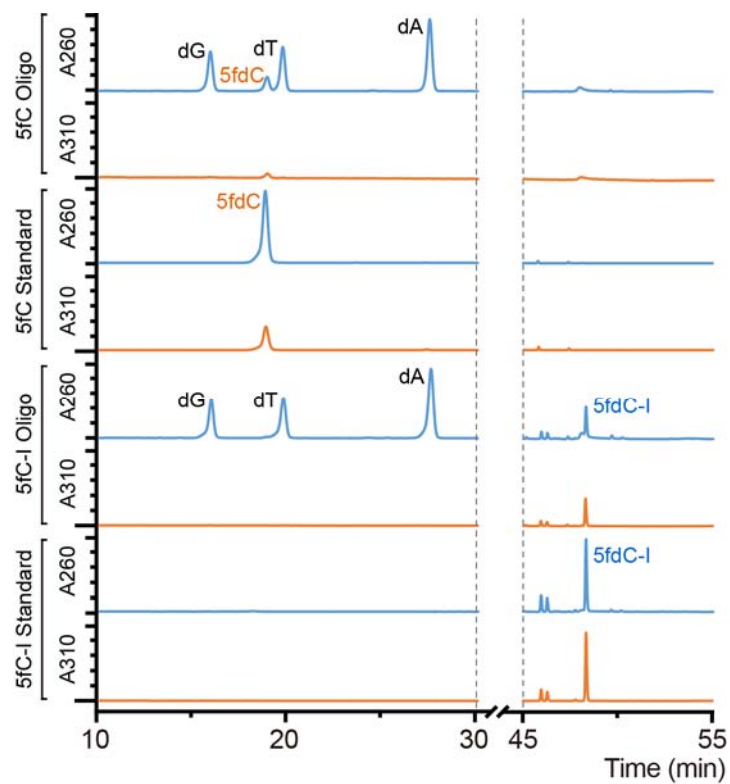 5fC Oligo
A260
dG
5fdC
dT
dA
A310
5fC Standard
A260
5fdC
A310
5fC-I Oligo
A260
dG
dT
dA
5fdC-I
A310
5fC-I Standard
A260
5fdC-I
A310
10
20
30
45
55
Time (min)